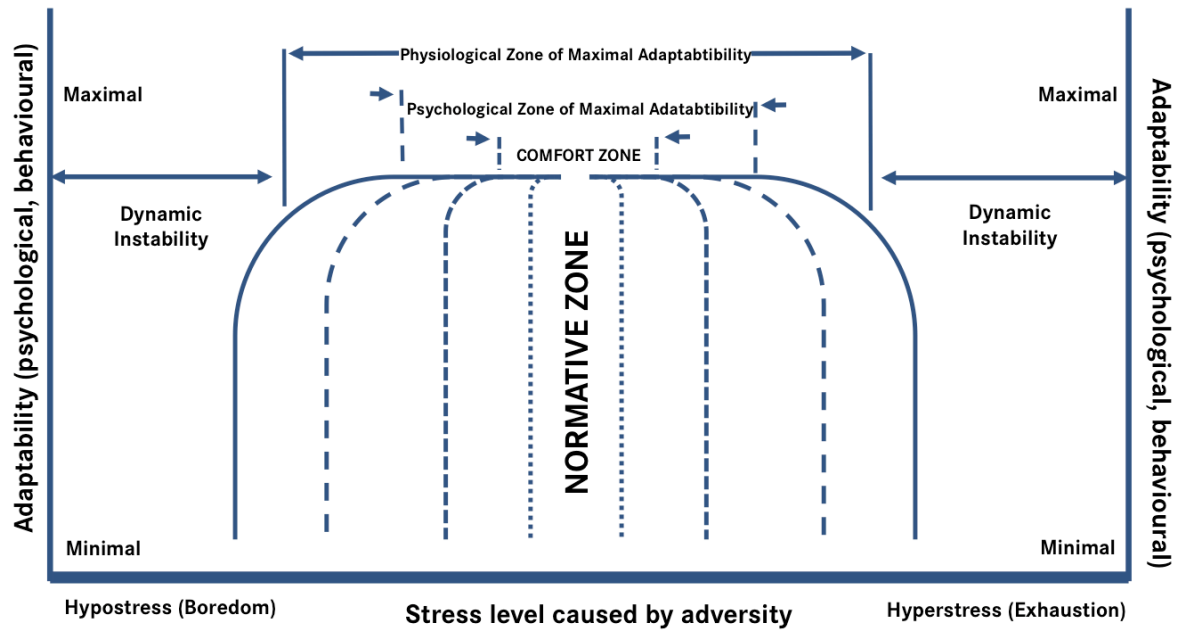 Physiological Zone of Maximal Adaptabtibility
Maximal
Maximal
Psychological Zone of Maximal Adatabtibility
COMFORT ZONE
Dynamic
Instability
Dynamic
Instability
Adaptability (psychological, behavioural)
NORMATIVE ZONE
Adaptability (psychological, behavioural)
Minimal
Minimal
Hypostress (Boredom)
Stress level caused by adversity
Hyperstress (Exhaustion)